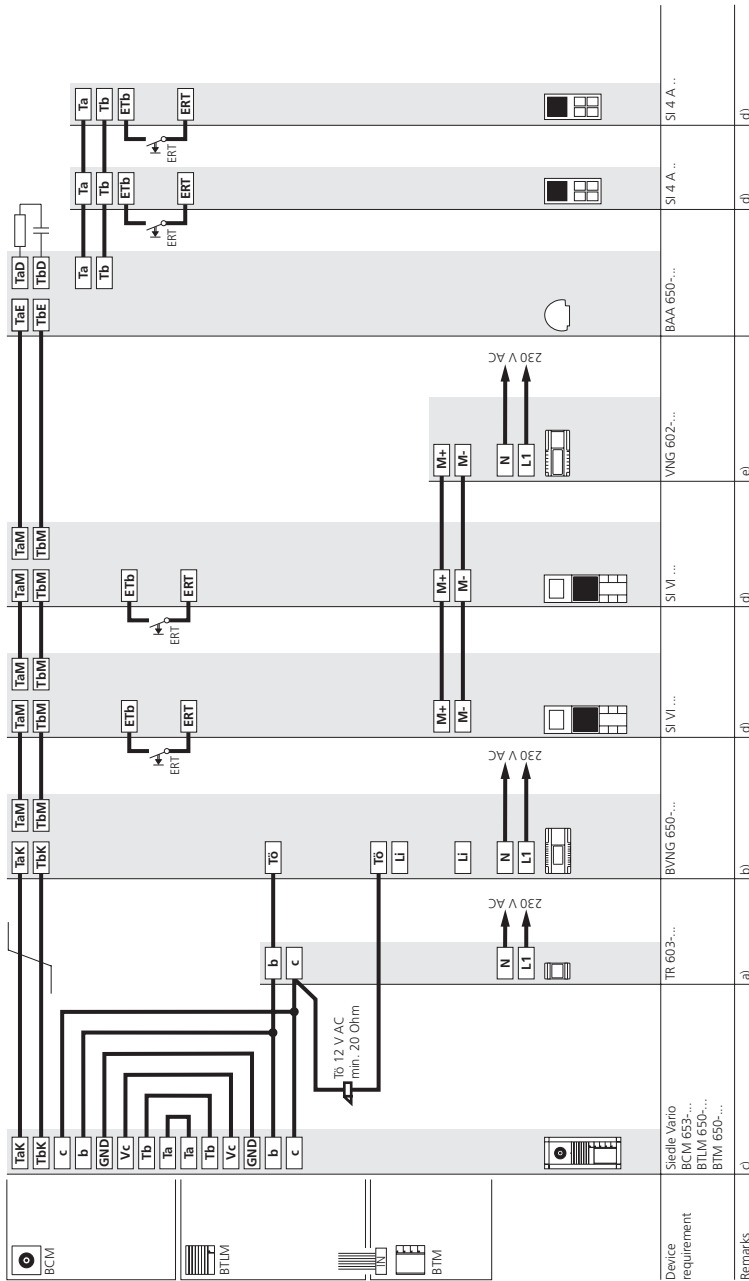 BCM
BTLM
IN
BTM
Device
requirement
Remarks
TaK
TbK
c
b
GND
Vc
Tb
Ta
Ta
Tb
Vc
GND
b
c
Siedle Vario
BCM 653-...
BTLM 650-...
BTM 650-...
c)
Tö 12 V AC
min. 20 Ohm
b
c
N
L1
230 V AC
TR 603-...
a)
TaK
TaM
TbK
TbM
Tö
Tö
Li
Li
N
L1
230 V AC
BVNG 650-...
b)
TaM
TaM
TbM
TbM
ETb
ERT
ERT
M+
M-
SI VI ...
d)
TaM
TaM
TbM
TbM
ETb
ERT
ERT
M+
M-
SI VI ...
d)
M+
M-
N
L1
230 V AC
VNG 602-...
e)
TaE
TaD
TbE
TbD
Ta
Tb
BAA 650-...
Ta
Tb
ETb
ERT
ERT
SI 4 A ..
d)
Ta
Tb
ETb
ERT
ERT
SI 4 A ..
d)